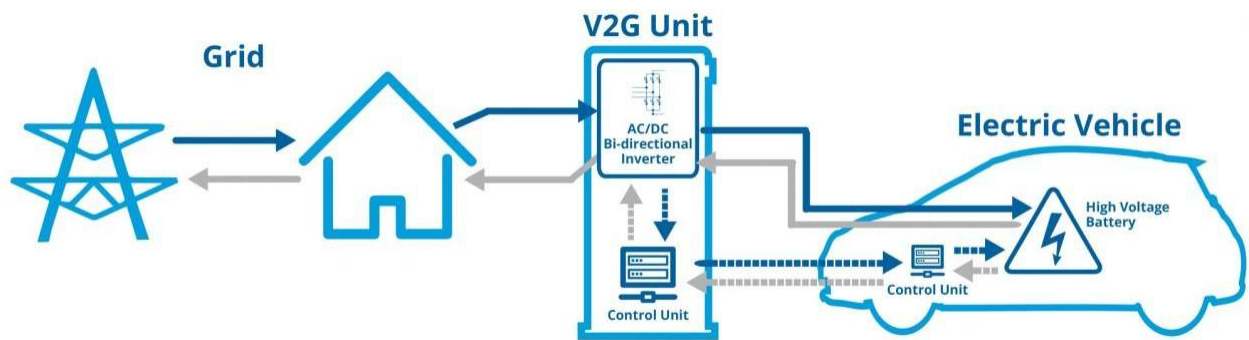 Grid
V2G Unit
AC/DC
Bi-directional
Inverter
Control Unit
Electric Vehicle
High Voltage
Battery
Control Unit